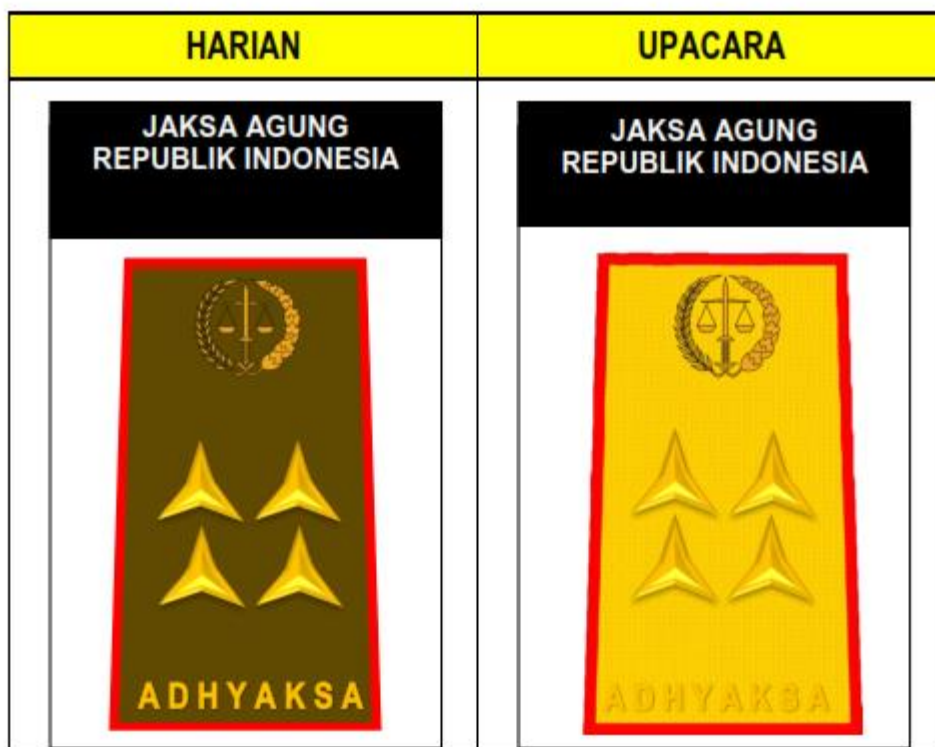 HARIAN
UPACARA
JAKSA AGUNG
REPUBLIK INDONESIA
JAKSA AGUNG
REPUBLIK INDONESIA
ADHYAKSA
ADHYAKSA